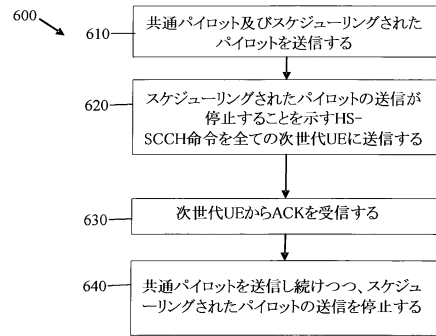 600
610
共通パイロット及びスケジューリングされた
パイロットを送信する
620
スケジューリングされたパイロットの送信が
停止することを示すHS-
SCCH命令を全ての次世代UEに送信する
630
次世代UEからACKを受信する
640
共通パイロットを送信し続けつつ、スケジュ
ーリングされたパイロットの送信を停止する